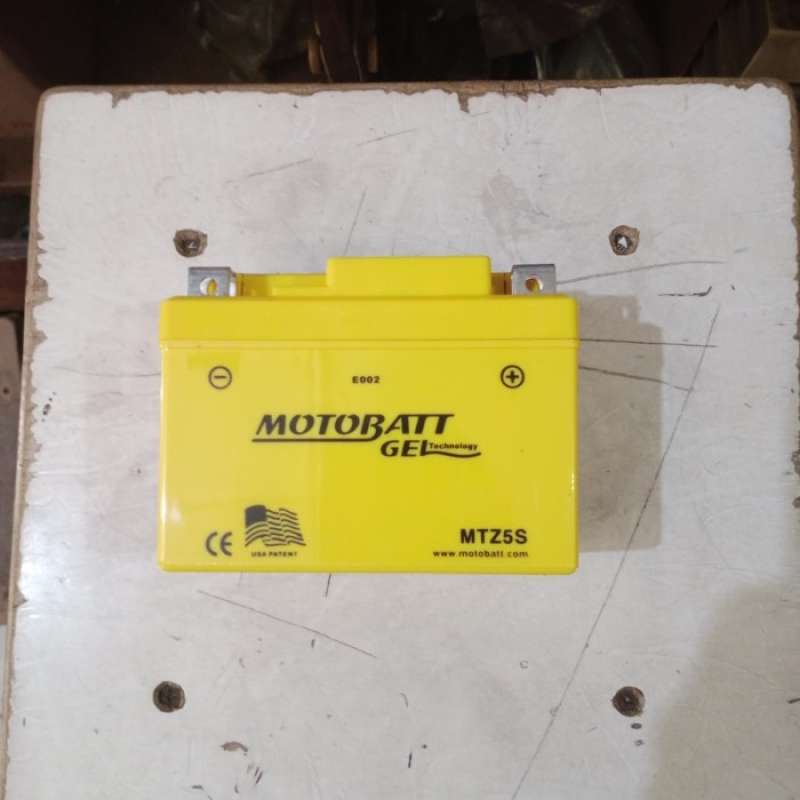 E002
MOTOBATT
GEL Technology
CE
USA PATENT
MTZ5S
www.motobatt.com